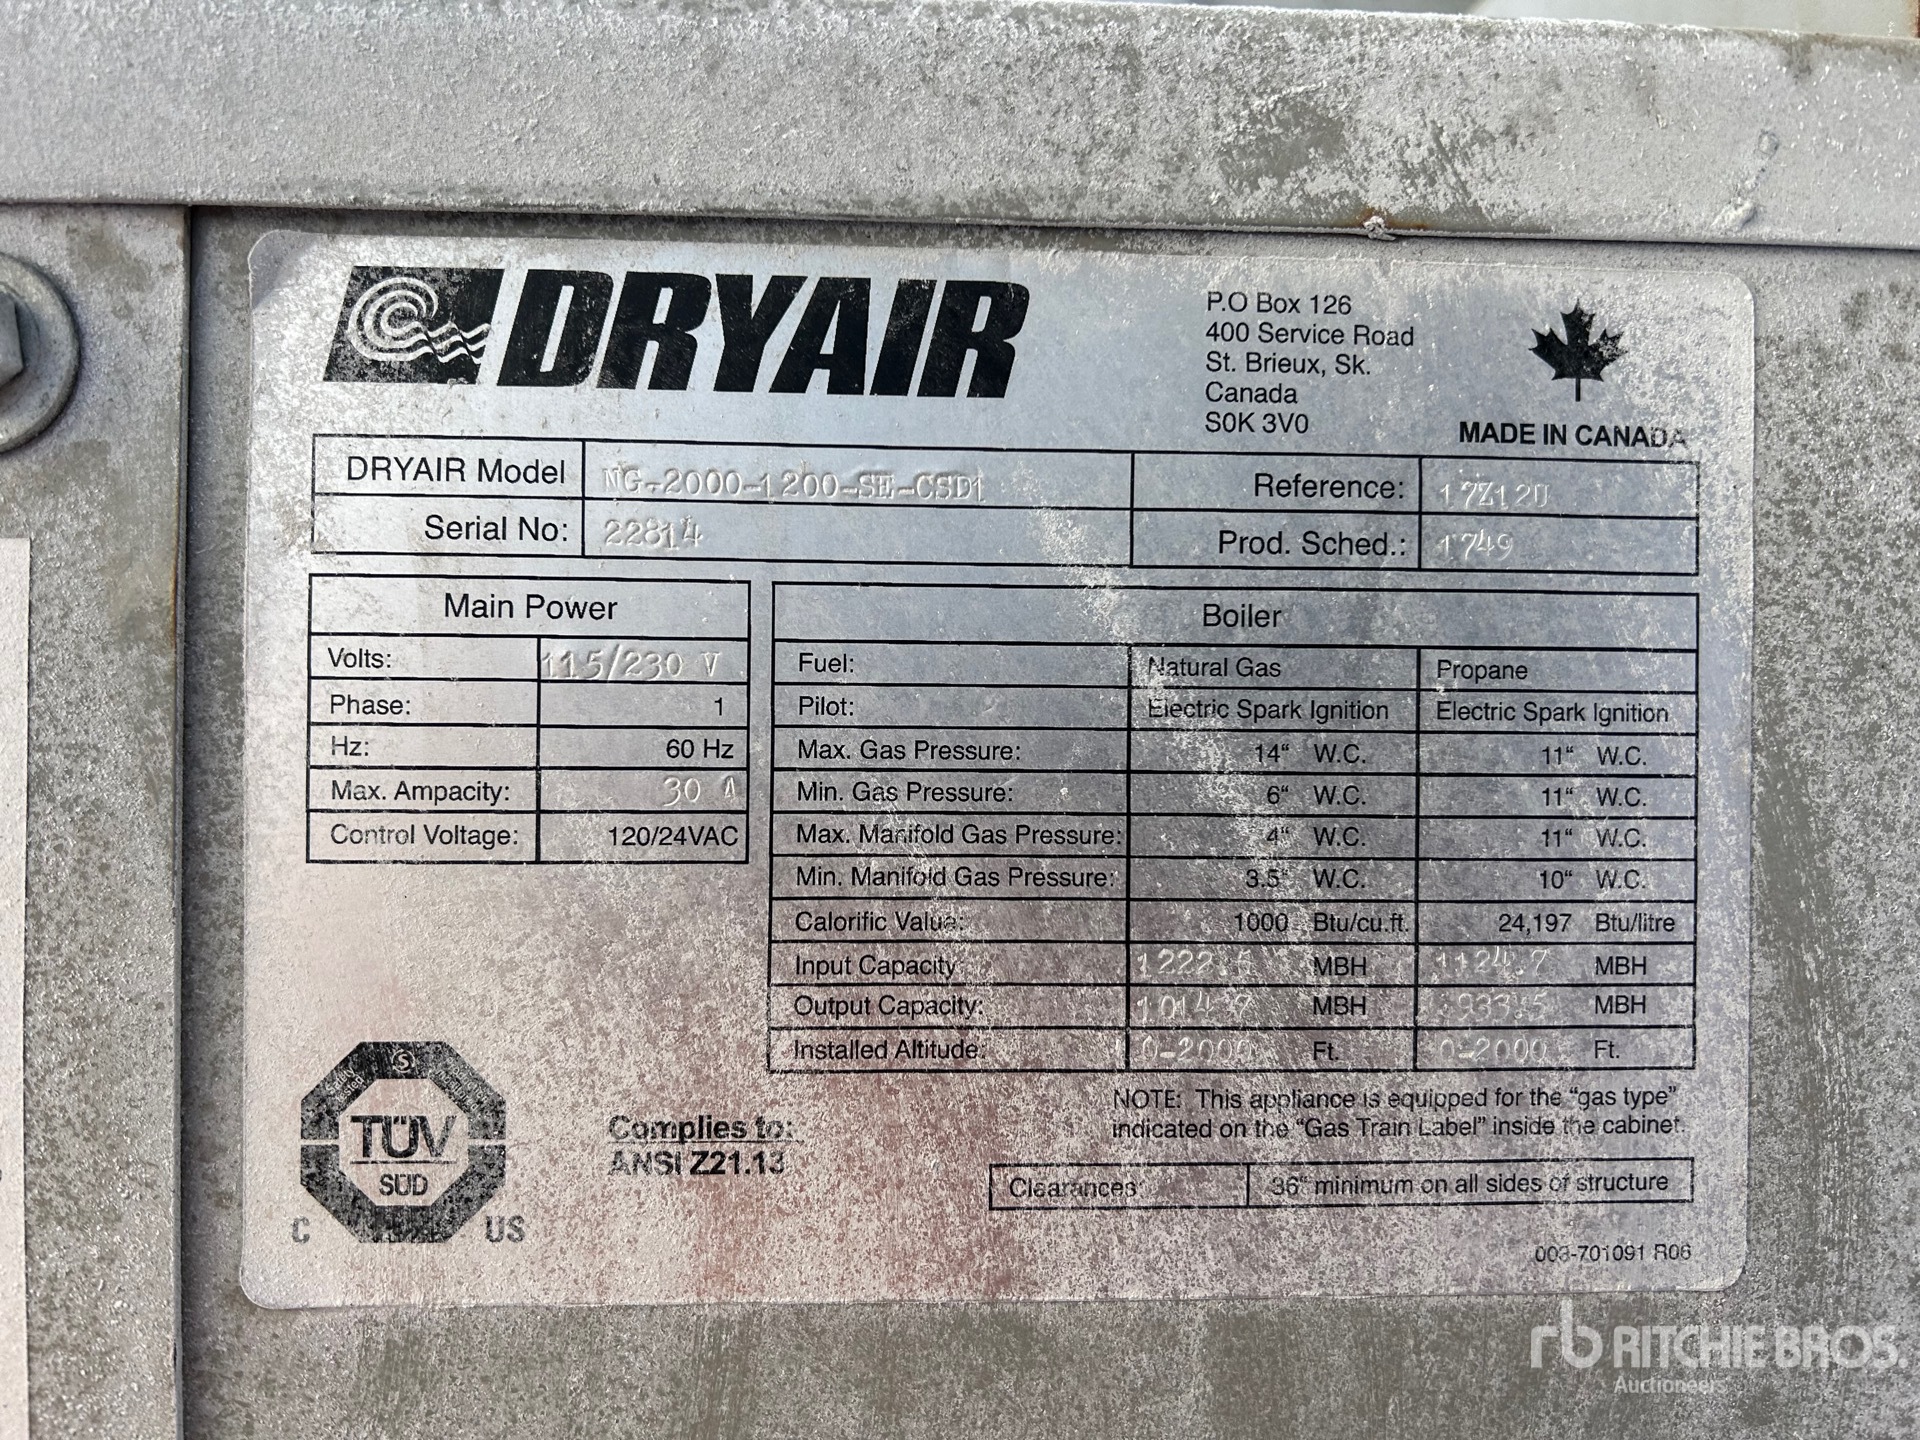 DRYAIR
P.O Box 126
400 Service Road
St. Brieux, Sk.
Canada
S0K 3V0
MADE IN CANADA
DRYAIR Model NG-2000-1200-SE-CSD1 Reference: 17Z120
Serial No: 22814 Prod. Sched.: 1749
Main Power
Volts: 115/230 V
Phase: 1
Hz: 60 Hz
Max. Ampacity: 30 A
Control Voltage: 120/24VAC
Boiler
Fuel: Natural Gas Propane
Pilot: Electric Spark Ignition Electric Spark Ignition
Max. Gas Pressure: 14“ W.C. 11“ W.C.
Min. Gas Pressure: 6“ W.C. 11“ W.C.
Max. Manifold Gas Pressure: 4“ W.C. 11“ W.C.
Min. Manifold Gas Pressure: 3.5“ W.C. 10“ W.C.
Calorific Value: 1000 Btu/cu.ft. 24,197 Btu/litre
Input Capacity MBH 1124.7 MBH
Output Capacity: MBH MBH
Installed Altitude: 0-2000 Ft. 0-2000 Ft.
NOTE: This appliance is equipped for the “gas type”
indicated on the “Gas Train Label” inside the cabinet.
Clearances: 36“ minimum on all sides of structure
003-701091 R06
TÜV
SÜD
C US
Complies to:
ANSI Z21.13
rb RITCHIE BROS.
Auctioneers